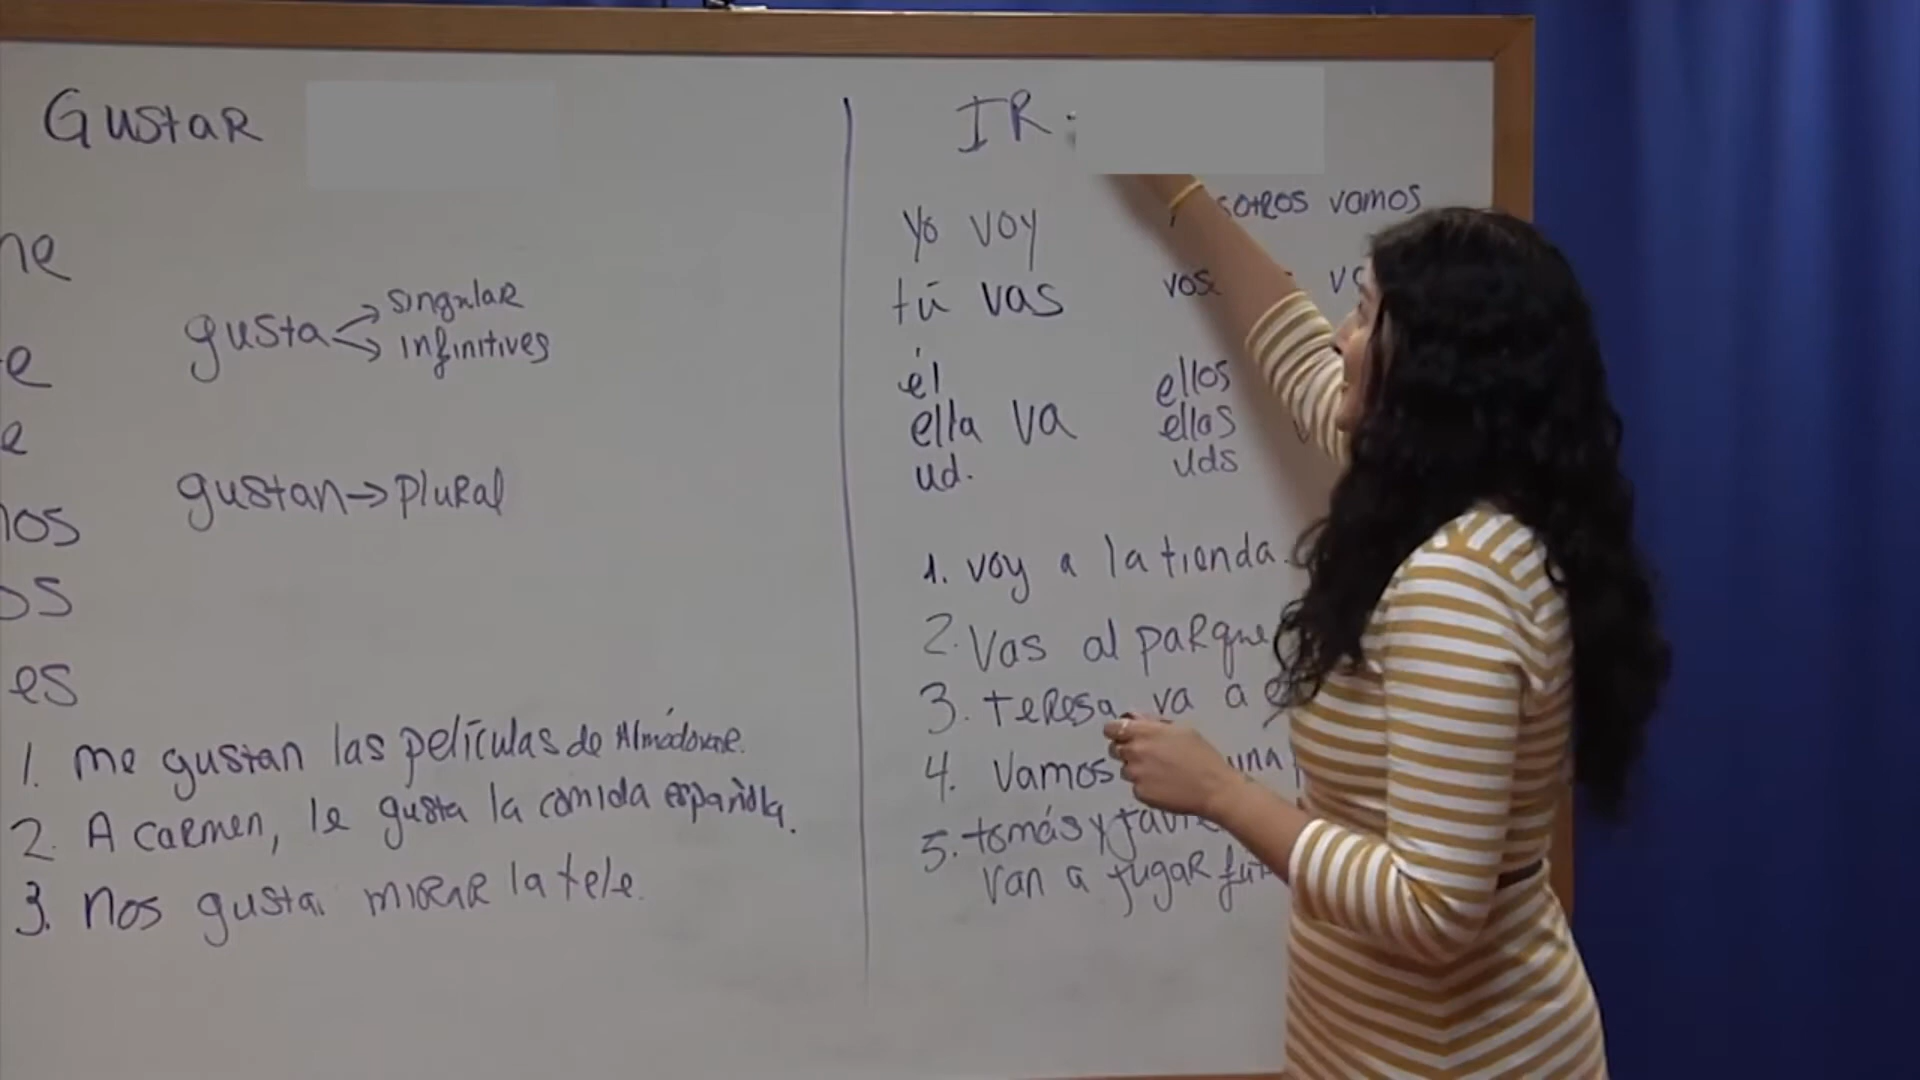 GUSTAR
me
e
e
nos
os
es
gusta
singular
infinitives
gustan → plural
1. me gustan las películas de Almódovar.
2. A Carmen, le gusta la comida española.
3. Nos gusta mirar la tele.
IR:
yo voy
tú vas
él
ella va
ud.
sotros vamos
vos
ellos
ellas
uds
1. voy a la tienda.
2. Vas al parque
3. teresa va a
4. Vamos una
5. tomás y
van a jugar